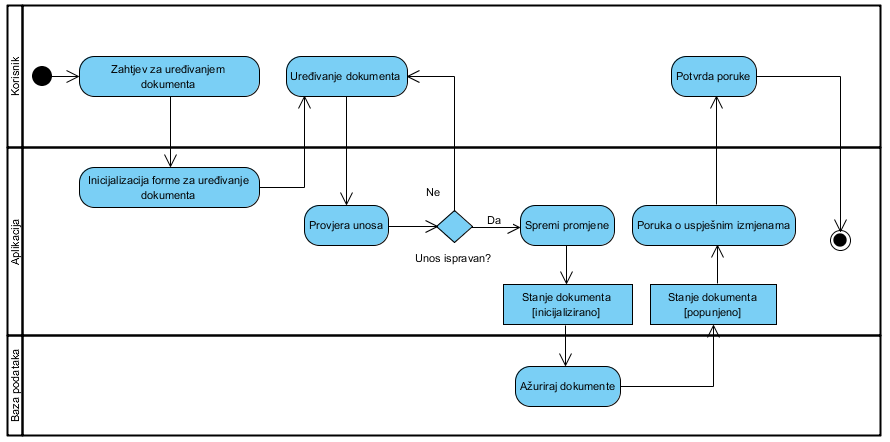 Korisnik
Zahtjev za uređivanjem
dokumenta
Uređivanje dokumenta
Potvrda poruke
Aplikacija
Inicijalizacija forme za uređivanje
dokumenta
Ne
Provjera unosa
Da
Spremi promjene
Poruka o uspješnim izmjenama
Unos ispravan?
Stanje dokumenta
[inicijalizirano]
Stanje dokumenta
[popunjeno]
Baza podataka
Ažuriraj dokumente